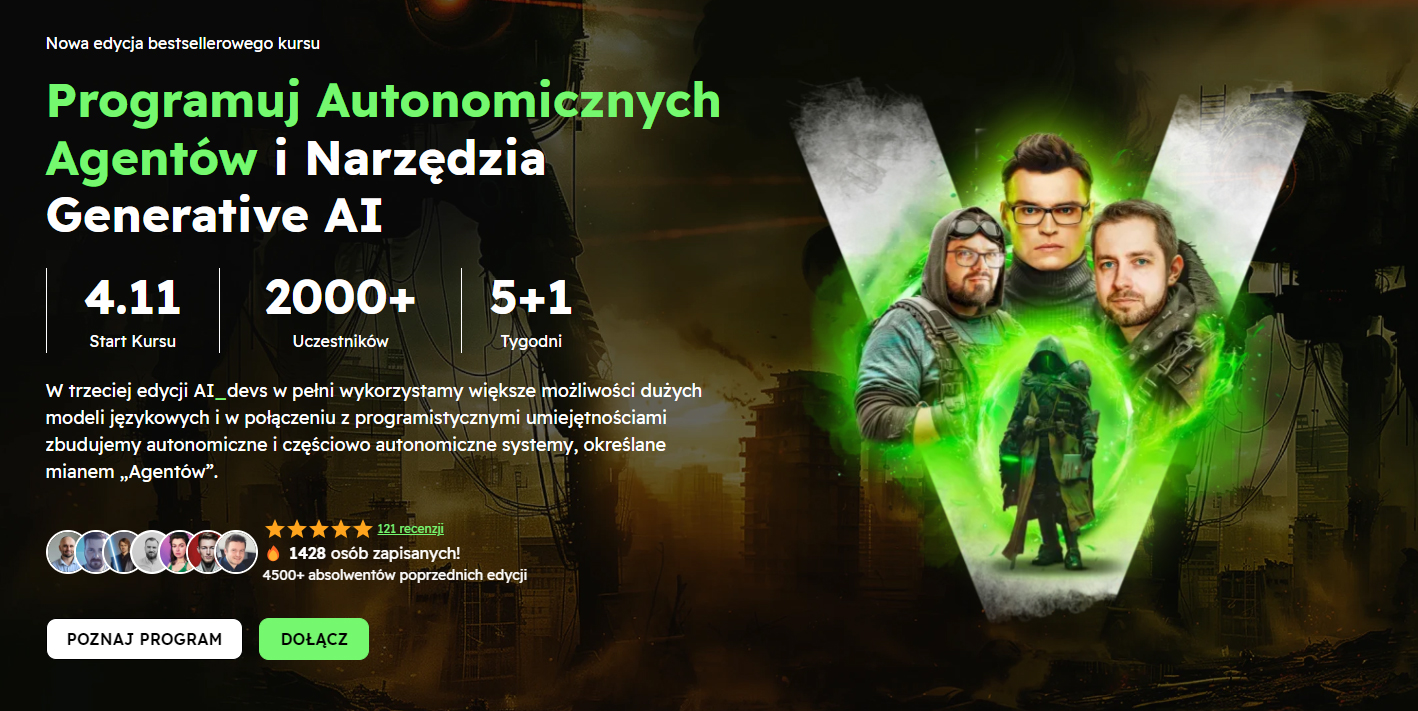 Nowa edycja bestsellerowego kursu
Programuj Autonomicznych
Agentów i Narzędzia
Generative AI
4.11
Start Kursu
2000+
Uczestników
5+1
Tygodni
W trzeciej edycji AI_devs w pełni wykorzystamy większe możliwości dużych
modeli językowych i w połączeniu z programistycznymi umiejętnościami
zbudujemy autonomiczne i częściowo autonomiczne systemy, określane
mianem „Agentów”.
121 recenzji
1428 osób zapisanych!
4500+ absolwentów poprzednich edycji
POZNAJ PROGRAM
DOŁĄCZ